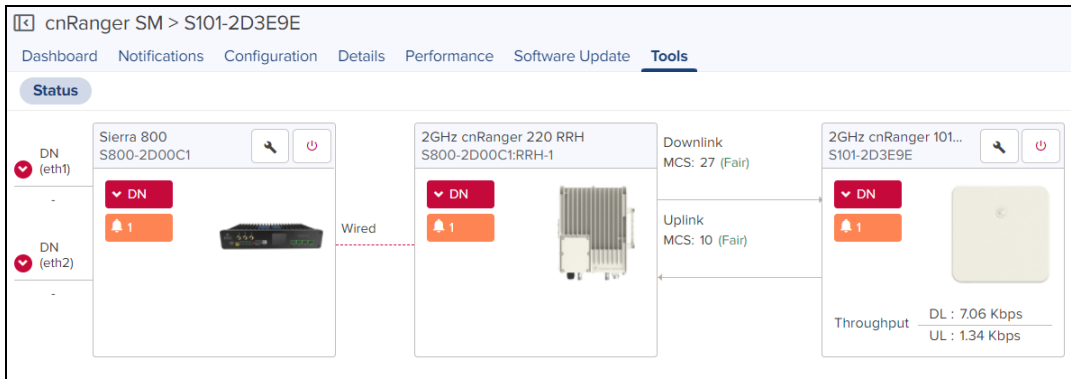 cnRanger SM > S101-2D3E9E
Dashboard Notifications Configuration Details Performance Software Update Tools
Status
DN
(eth1)
-
DN
(eth2)
-
Sierra 800
S800-2D00C1
DN
1
Wired
2GHz cnRanger 220 RRH
S800-2D00C1:RRH-1
DN
1
Downlink
MCS: 27 (Fair)
Uplink
MCS: 10 (Fair)
2GHz cnRanger 101...
S101-2D3E9E
DN
1
Throughput
DL : 7.06 Kbps
UL : 1.34 Kbps